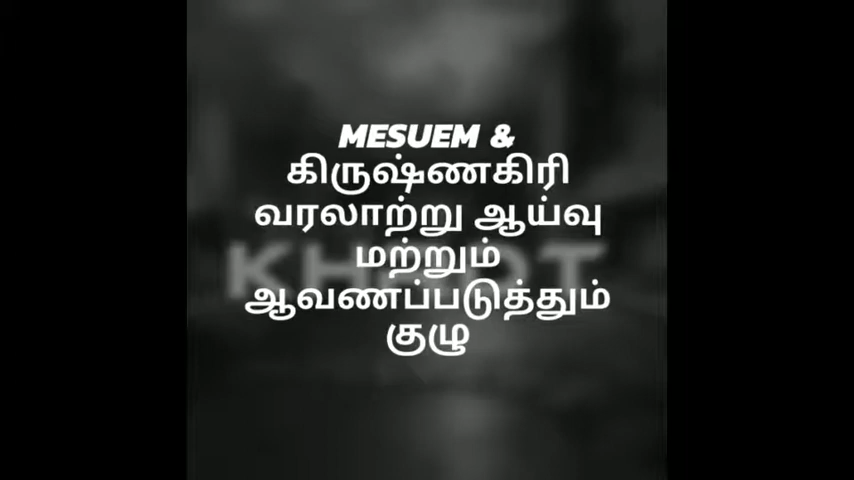 MESUEM &
கிருஷ்ணகிரி
வரலாற்று ஆய்வு
மற்றும்
ஆவணப்படுத்தும்
குழு